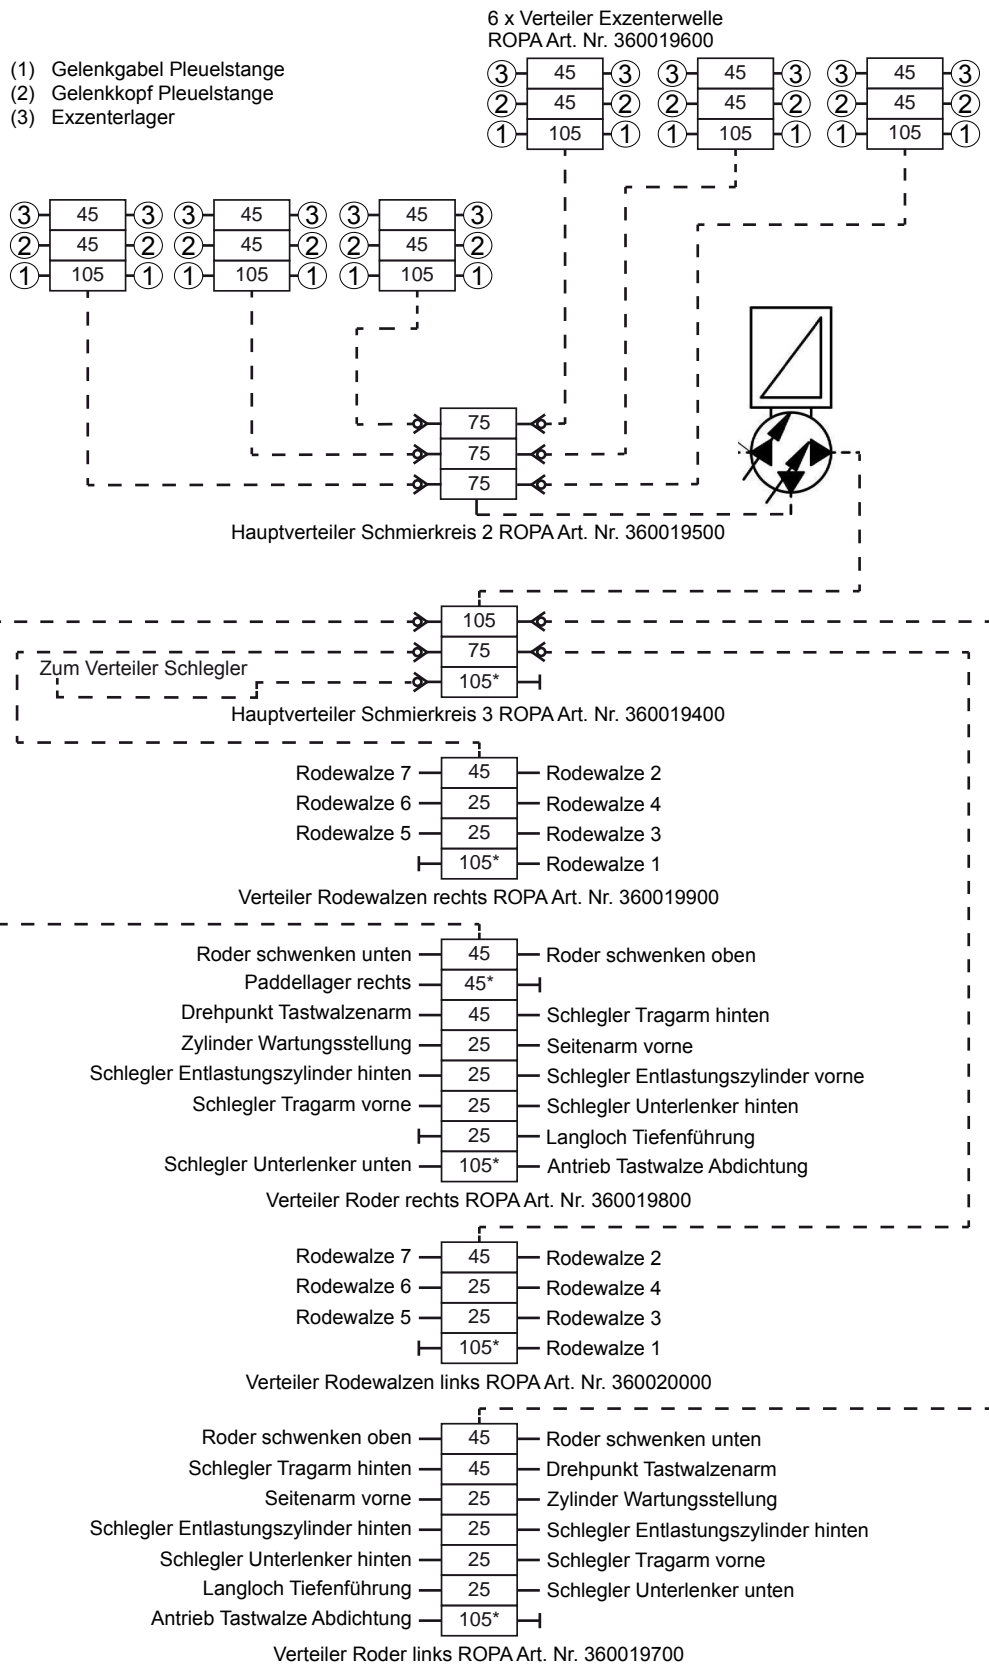 6 x Verteiler Exzenterwelle
ROPA Art. Nr. 360019600
(1) Gelenkgabel Pleuelstange
(2) Gelenkkopf Pleuelstange
(3) Exzenterlager
3 45 3 3 45 3 3 45 3
2 45 2 2 45 2 2 45 2
1 105 1 1 105 1 1 105 1
3 45 3 3 45 3 3 45 3
2 45 2 2 45 2 2 45 2
1 105 1 1 105 1 1 105 1
75
75
75
Hauptverteiler Schmierkreis 2 ROPA Art. Nr. 360019500
105
75
Zum Verteiler Schlegler
105*
Hauptverteiler Schmierkreis 3 ROPA Art. Nr. 360019400
Rodewalze 7 45 Rodewalze 2
Rodewalze 6 25 Rodewalze 4
Rodewalze 5 25 Rodewalze 3
105* Rodewalze 1
Verteiler Rodewalzen rechts ROPA Art. Nr. 360019900
Roder schwenken unten 45 Roder schwenken oben
Paddellager rechts 45*
Drehpunkt Tastwalzenarm 45 Schlegler Tragarm hinten
Zylinder Wartungsstellung 25 Seitenarm vorne
Schlegler Entlastungszylinder hinten 25 Schlegler Entlastungszylinder vorne
Schlegler Tragarm vorne 25 Schlegler Unterlenker hinten
25 Langloch Tiefenführung
Schlegler Unterlenker unten 105* Antrieb Tastwalze Abdichtung
Verteiler Roder rechts ROPA Art. Nr. 360019800
Rodewalze 7 45 Rodewalze 2
Rodewalze 6 25 Rodewalze 4
Rodewalze 5 25 Rodewalze 3
105* Rodewalze 1
Verteiler Rodewalzen links ROPA Art. Nr. 360020000
Roder schwenken oben 45 Roder schwenken unten
Schlegler Tragarm hinten 45 Drehpunkt Tastwalzenarm
Seitenarm vorne 25 Zylinder Wartungsstellung
Schlegler Entlastungszylinder hinten 25 Schlegler Entlastungszylinder hinten
Schlegler Unterlenker hinten 25 Schlegler Tragarm vorne
Langloch Tiefenführung 25 Schlegler Unterlenker unten
Antrieb Tastwalze Abdichtung 105*
Verteiler Roder links ROPA Art. Nr. 360019700